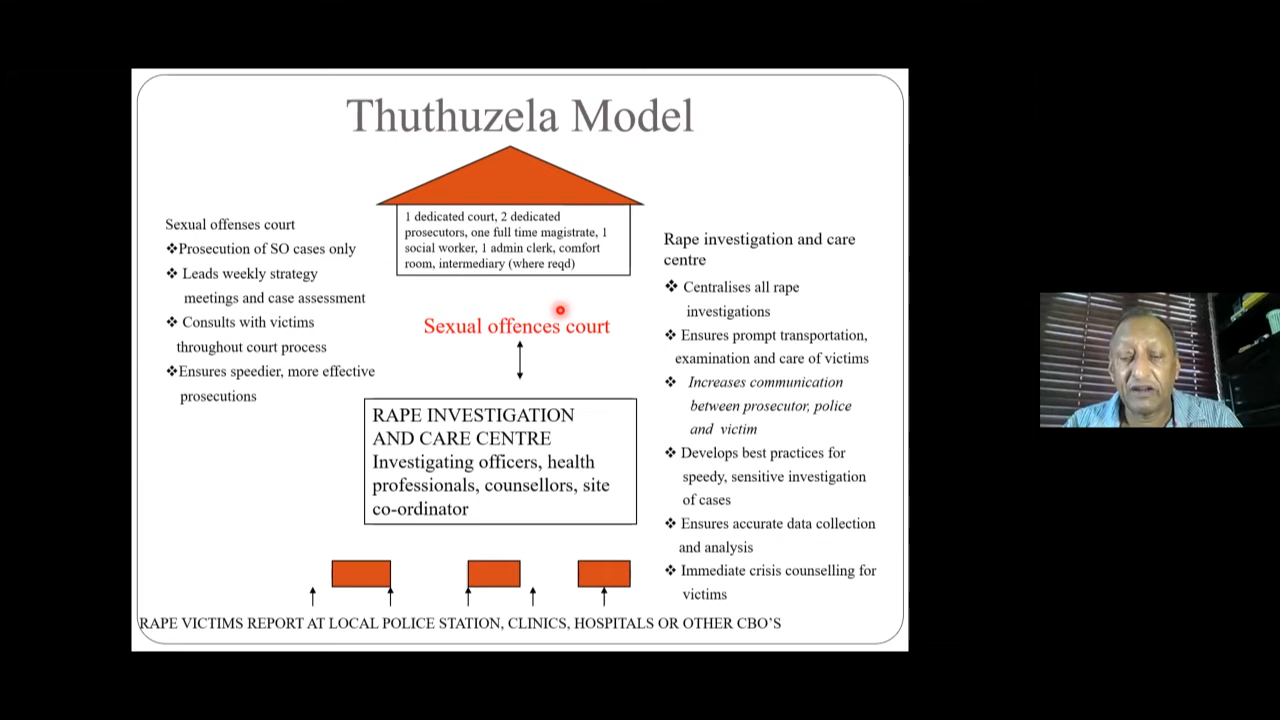 Thuthuzela Model
1 dedicated court, 2 dedicated
prosecutors, one full time magistrate, 1
social worker, 1 admin clerk, comfort
room, intermediary (where reqd)
Sexual offenses court
❖Prosecution of SO cases only
❖ Leads weekly strategy
meetings and case assessment
❖ Consults with victims
throughout court process
❖Ensures speedier, more effective
prosecutions
Sexual offences court
RAPE INVESTIGATION
AND CARE CENTRE
Investigating officers, health
professionals, counsellors, site
co-ordinator
Rape investigation and care
centre
❖ Centralises all rape
investigations
❖ Ensures prompt transportation,
examination and care of victims
❖ Increases communication
between prosecutor, police
and victim
❖ Develops best practices for
speedy, sensitive investigation
of cases
❖ Ensures accurate data collection
and analysis
❖ Immediate crisis counselling for
victims
RAPE VICTIMS REPORT AT LOCAL POLICE STATION, CLINICS, HOSPITALS OR OTHER CBO'S